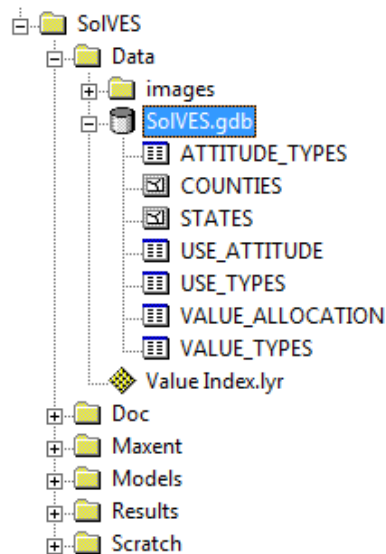 SolVES
Data
images
SolVES.gdb
ATTITUDE_TYPES
COUNTIES
STATES
USE_ATTITUDE
USE_TYPES
VALUE_ALLOCATION
VALUE_TYPES
Value Index.lyr
Doc
Maxent
Models
Results
Scratch